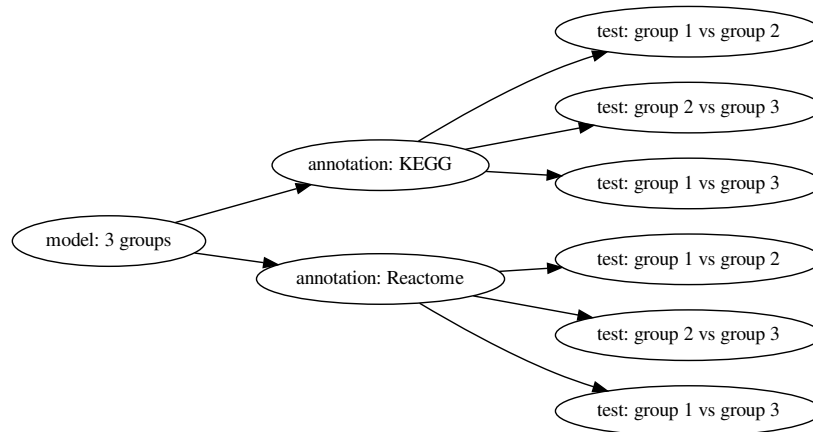 test: group 1 vs group 2
test: group 2 vs group 3
annotation: KEGG
test: group 1 vs group 3
model: 3 groups
test: group 1 vs group 2
annotation: Reactome
test: group 2 vs group 3
test: group 1 vs group 3